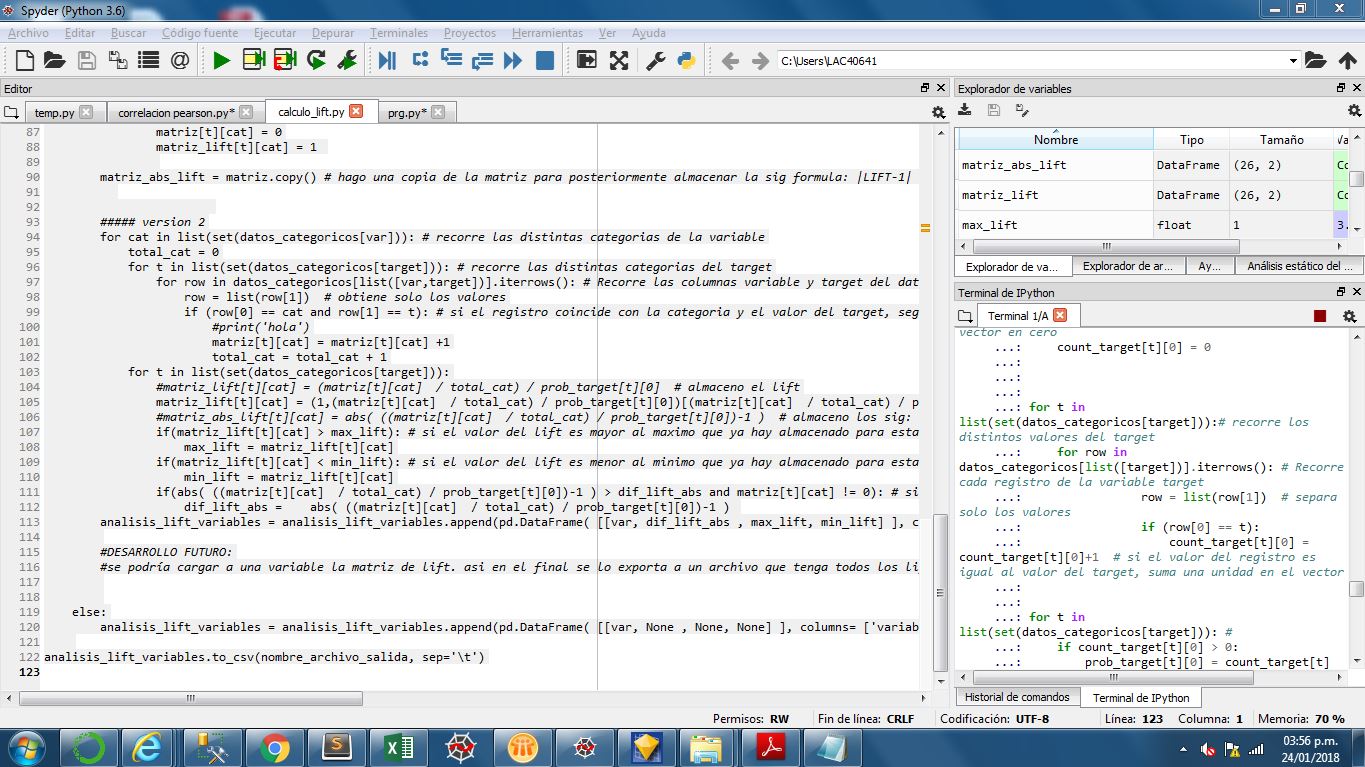 Spyder (Python 3.6)
Archivo Editar Buscar Código fuente Ejecutar Depurar Terminales Proyectos Herramientas Ver Ayuda
C:\Users\LAC40641
Editor
temp.py correlacion pearson.py* calculo_lift.py prg.py*
87 matriz[t][cat] = 0
88 matriz_lift[t][cat] = 1
89
90 matriz_abs_lift = matriz.copy() # hago una copia de la matriz para posteriormente almacenar la sig formula: |LIFT-1|
91
92
93 ##### version 2
94 for cat in list(set(datos_categoricos[var])): # recorre las distintas categorias de la variable
95 total_cat = 0
96 for t in list(set(datos_categoricos[target])): # recorre las distintas categorias del target
97 for row in datos_categoricos[list([var,target])].iterrows(): # Recorre las columnas variable y target del dat
98 row = list(row[1]) # obtiene solo los valores
99 if (row[0] == cat and row[1] == t): # si el registro coincide con la categoria y el valor del target, seg
100 #print('hola')
101 matriz[t][cat] = matriz[t][cat] +1
102 total_cat = total_cat + 1
103 for t in list(set(datos_categoricos[target])):
104 #matriz_lift[t][cat] = (matriz[t][cat] / total_cat) / prob_target[t][0] # almaceno el lift
105 matriz_lift[t][cat] = (1,(matriz[t][cat] / total_cat) / prob_target[t][0])[(matriz[t][cat] / total_cat) / p
106 #matriz_abs_lift[t][cat] = abs( ((matriz[t][cat] / total_cat) / prob_target[t][0])-1 ) # almaceno los sig:
107 if(matriz_lift[t][cat] > max_lift): # si el valor del lift es mayor al maximo que ya hay almacenado para esta
108 max_lift = matriz_lift[t][cat]
109 if(matriz_lift[t][cat] < min_lift): # si el valor del lift es menor al minimo que ya hay almacenado para esta
110 min_lift = matriz_lift[t][cat]
111 if(abs( ((matriz[t][cat] / total_cat) / prob_target[t][0])-1 ) > dif_lift_abs and matriz[t][cat] != 0): # si
112 dif_lift_abs = abs( ((matriz[t][cat] / total_cat) / prob_target[t][0])-1 )
113 analisis_lift_variables = analisis_lift_variables.append(pd.DataFrame( [[var, dif_lift_abs , max_lift, min_lift] ], c
114
115 #DESARROLLO FUTURO:
116 #se podría cargar a una variable la matriz de lift. asi en el final se lo exporta a un archivo que tenga todos los li
117
118
119 else:
120 analisis_lift_variables = analisis_lift_variables.append(pd.DataFrame( [[var, None , None, None] ], columns= ['variab
121
122 analisis_lift_variables.to_csv(nombre_archivo_salida, sep='\t')
123
Explorador de variables
Nombre Tipo Tamaño
matriz_abs_lift DataFrame (26, 2) Co
matriz_lift DataFrame (26, 2) Co
max_lift float 1 3.
Explorador de va... Explorador de ar... Ay... Análisis estático del ...
Terminal de IPython
Terminal 1/A
vector en cero
...: count_target[t][0] = 0
...:
...:
...:
...: for t in
list(set(datos_categoricos[target])):# recorre los
distintos valores del target
...: for row in
datos_categoricos[list([target])].iterrows(): # Recorre
cada registro de la variable target
...: row = list(row[1]) # separa
solo los valores
...: if (row[0] == t):
...: count_target[t][0] =
count_target[t][0]+1 # si el valor del registro es
igual al valor del target, suma una unidad en el vector
...:
...:
...: for t in
list(set(datos_categoricos[target])): #
...: if count_target[t][0] > 0:
...: prob_target[t][0] = count_target[t]
Historial de comandos Terminal de IPython
Permisos: RW Fin de línea: CRLF Codificación: UTF-8 Línea: 123 Columna: 1 Memoria: 70 %
03:56 p.m.
24/01/2018